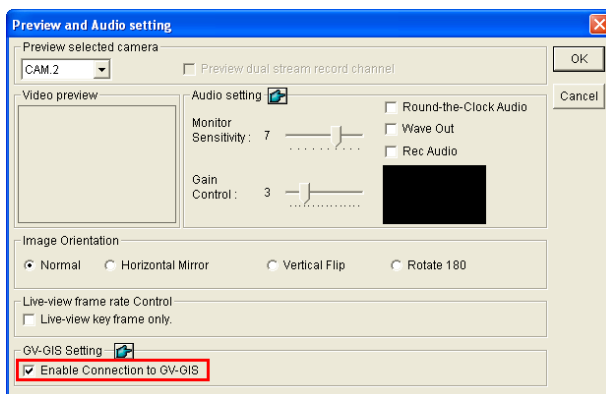 Preview and Audio setting
Preview selected camera
CAM.2
Preview dual stream record channel
OK
Cancel
Video preview
Audio setting
Monitor
Sensitivity : 7
Round-the-Clock Audio
Wave Out
Rec Audio
Gain
Control : 3
Image Orientation
Normal Horizontal Mirror Vertical Flip Rotate 180
Live-view frame rate Control
Live-view key frame only.
GV-GIS Setting
Enable Connection to GV-GIS